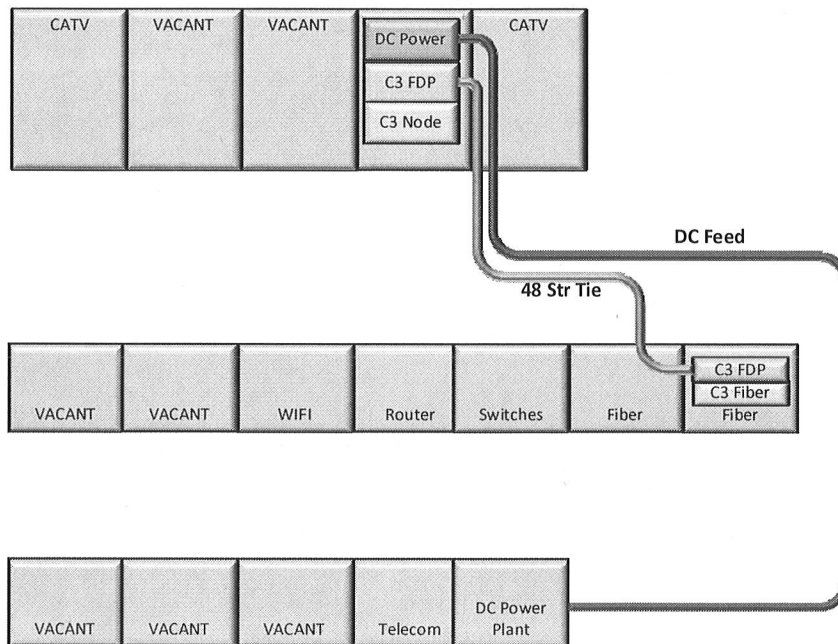 CATV
VACANT
VACANT
DC Power
CATV
C3 FDP
C3 Node
DC Feed
48 Str Tie
C3 FDP
C3 Fiber
VACANT
VACANT
WIFI
Router
Switches
Fiber
Fiber
VACANT
VACANT
VACANT
Telecom
DC Power
Plant